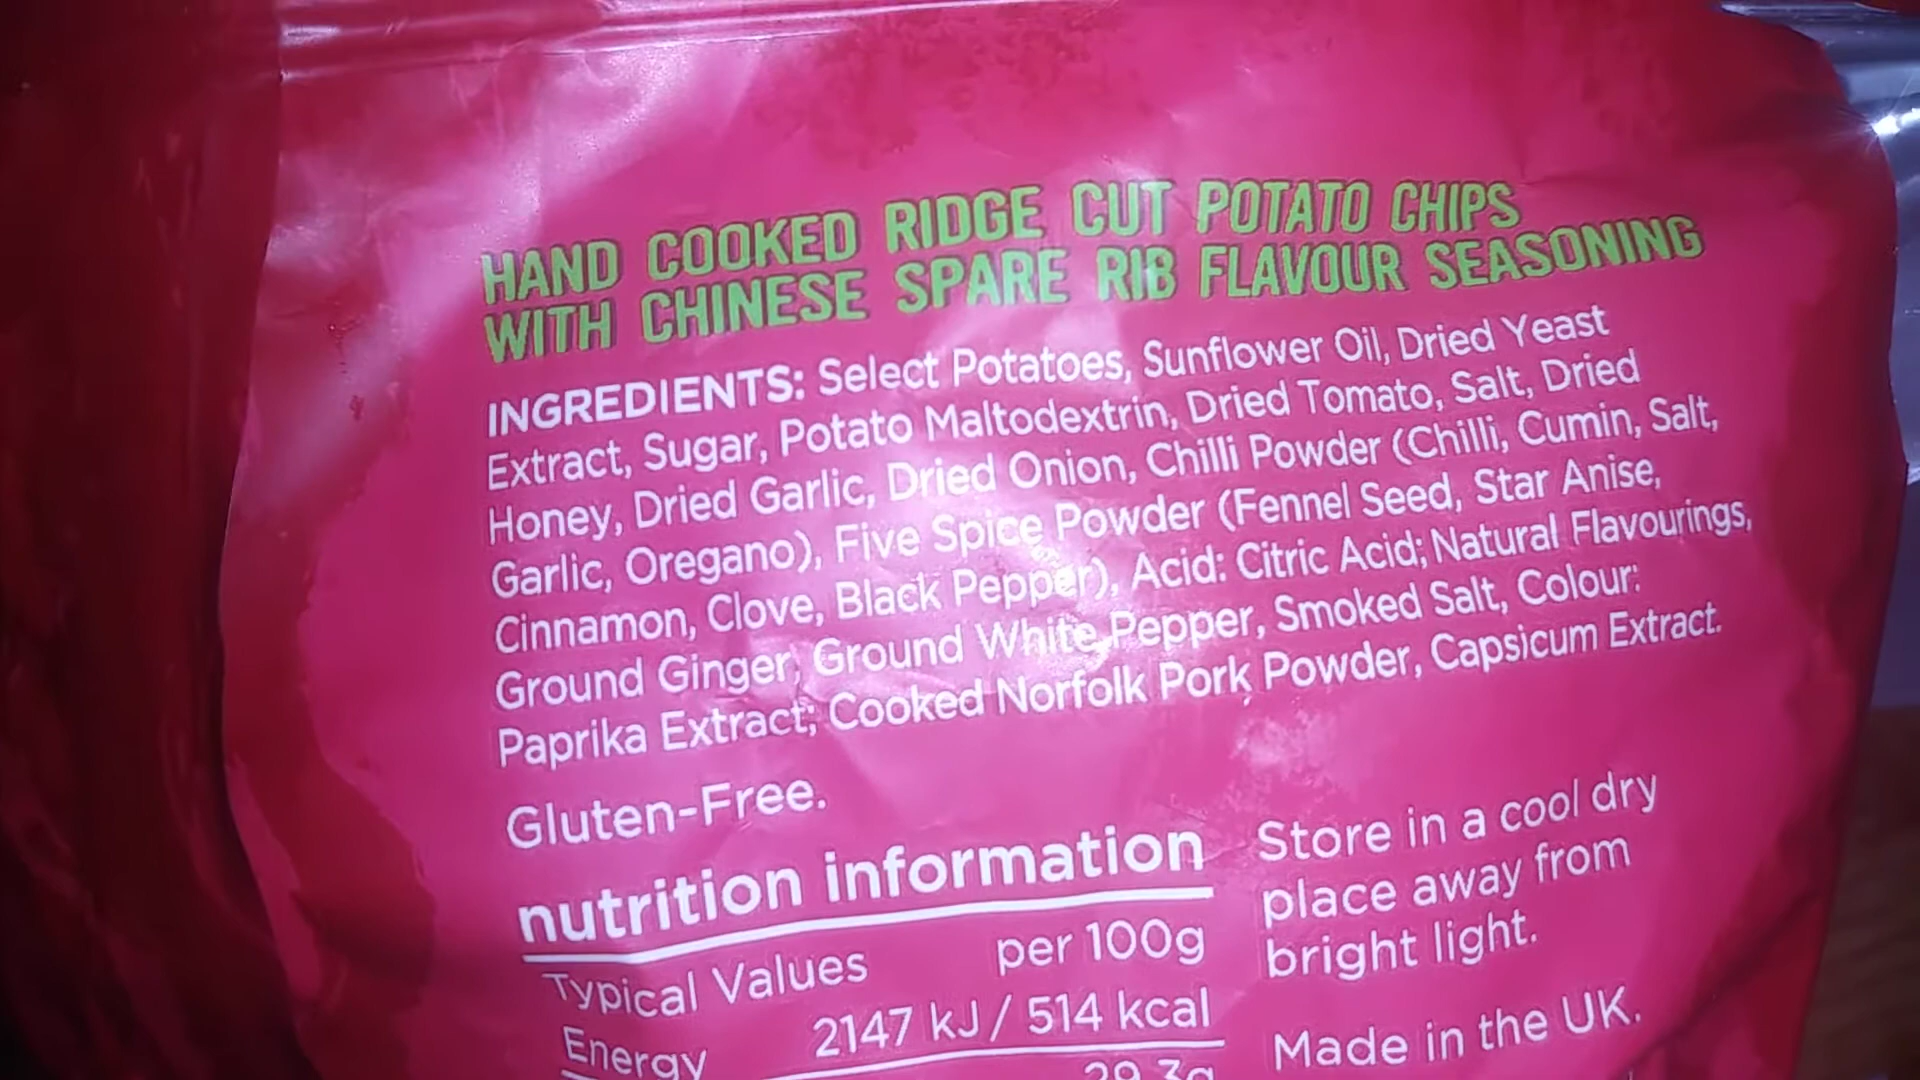 HAND COOKED RIDGE CUT POTATO CHIPS
WITH CHINESE SPARE RIB FLAVOUR SEASONING
INGREDIENTS: Select Potatoes, Sunflower Oil, Dried Yeast
Extract, Sugar, Potato Maltodextrin, Dried Tomato, Salt, Dried
Honey, Dried Garlic, Dried Onion, Chilli Powder (Chilli, Cumin, Salt,
Garlic, Oregano), Five Spice Powder (Fennel Seed, Star Anise,
Cinnamon, Clove, Black Pepper), Acid: Citric Acid; Natural Flavourings,
Ground Ginger, Ground White Pepper, Smoked Salt, Colour:
Paprika Extract; Cooked Norfolk Pork Powder, Capsicum Extract.
Gluten-Free.
nutrition information
Typical Values per 100g
Energy 2147 kJ / 514 kcal
29.3g
Store in a cool dry
place away from
bright light.
Made in the UK.